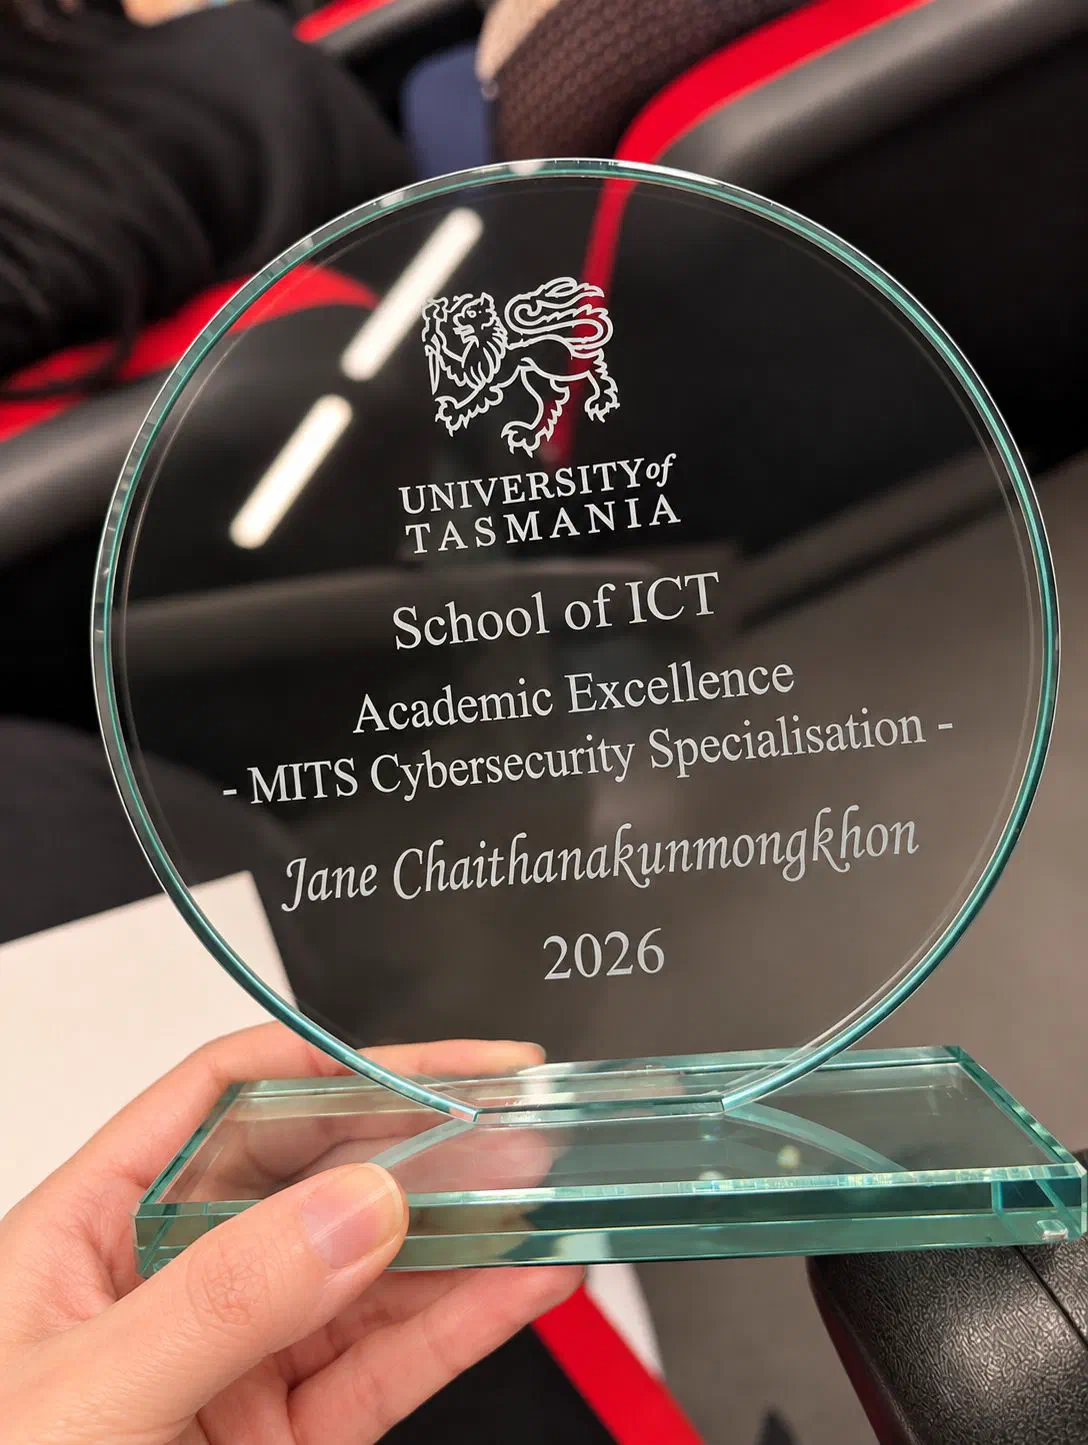 UNIVERSITY of
TASMANIA
School of ICT
Academic Excellence
- MITS Cybersecurity Specialisation -
Jane Chaithanakunmongkhon
2026